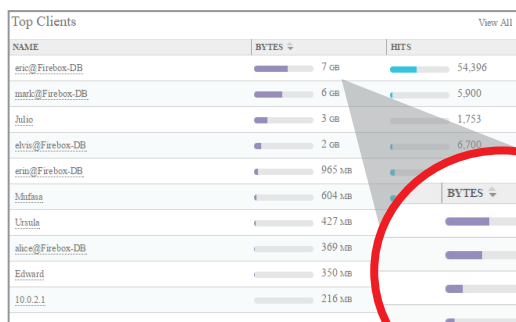 Top Clients View All
NAME BYTES HITS
eric@Firebox-DB 7 GB 54,396
mark@Firebox-DB 6 GB 5,900
Julio 3 GB 1,753
elvis@Firebox-DB 2 GB 6,700
erin@Firebox-DB 965 MB
Mufasa 604 MB
BYTES
Ursula 427 MB
alice@Firebox-DB 369 MB
Edward 350 MB
10.0.2.1 216 MB